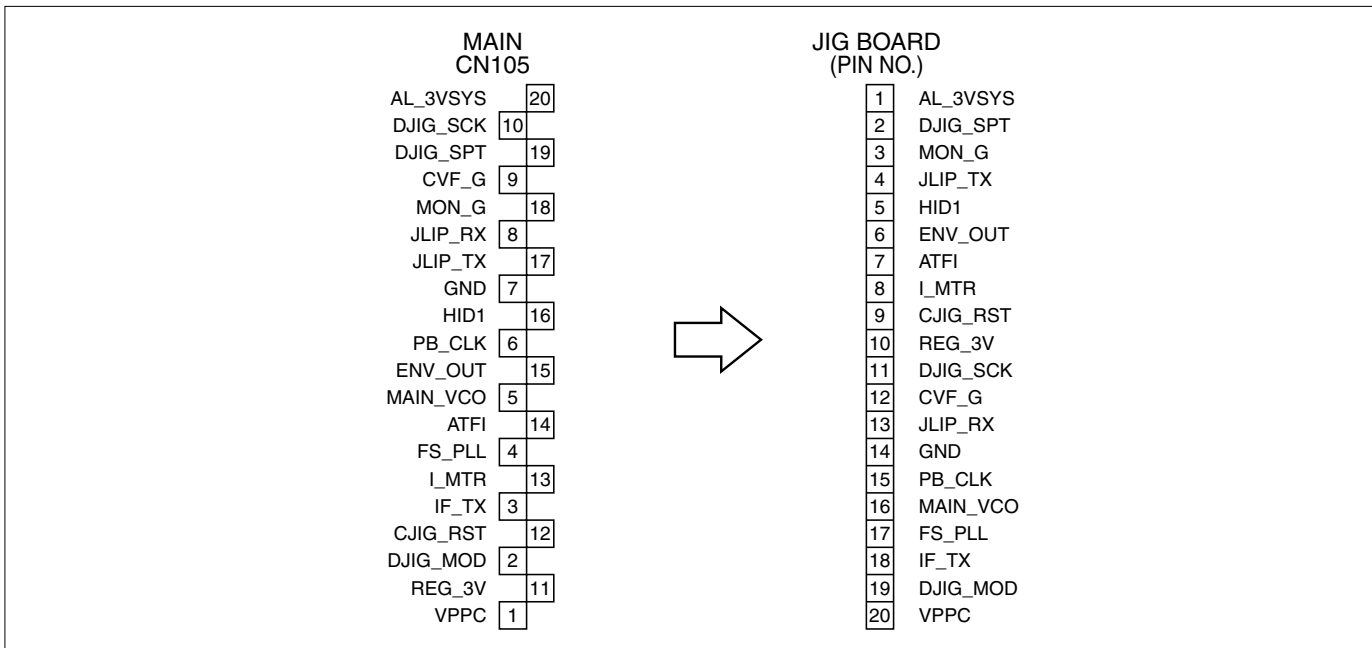 MAIN
CN105
AL_3VSYS 20
DJIG_SCK 10
DJIG_SPT 19
CVF_G 9
MON_G 18
JLIP_RX 8
JLIP_TX 17
GND 7
HID1 16
PB_CLK 6
ENV_OUT 15
MAIN_VCO 5
ATFI 14
FS_PLL 4
I_MTR 13
IF_TX 3
CJIG_RST 12
DJIG_MOD 2
REG_3V 11
VPPC 1
JIG BOARD
(PIN NO.)
1 AL_3VSYS
2 DJIG_SPT
3 MON_G
4 JLIP_TX
5 HID1
6 ENV_OUT
7 ATFI
8 I_MTR
9 CJIG_RST
10 REG_3V
11 DJIG_SCK
12 CVF_G
13 JLIP_RX
14 GND
15 PB_CLK
16 MAIN_VCO
17 FS_PLL
18 IF_TX
19 DJIG_MOD
20 VPPC